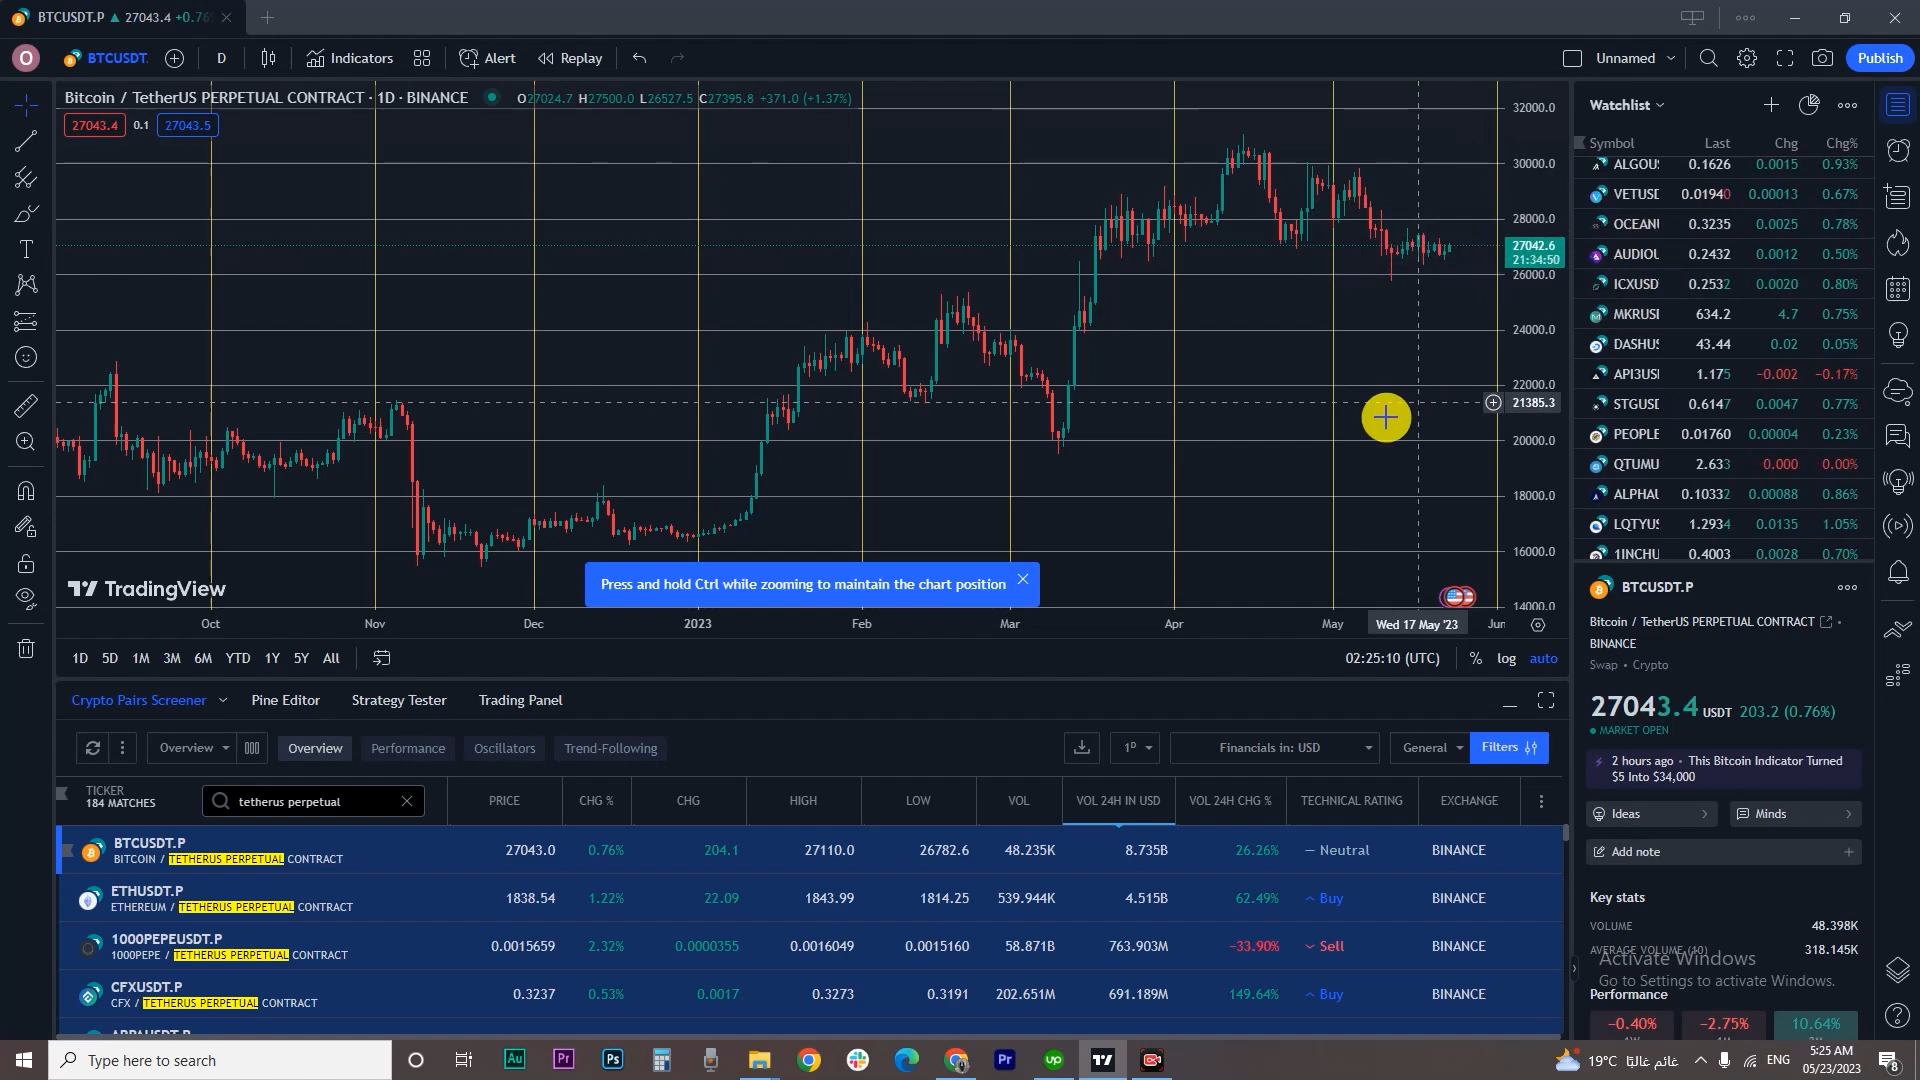 BTCUSDT.P ▲ 27043.4 +0.76
O BTCUSDT. D Indicators Alert Replay Unnamed Publish
Bitcoin / TetherUS PERPETUAL CONTRACT · 1D · BINANCE O27024.7 H27500.0 L26527.5 C27395.8 +371.0 (+1.37%)
27043.4 0.1 27043.5
32000.0
30000.0
28000.0
27042.6
21:34:50
26000.0
24000.0
22000.0
21385.3
20000.0
18000.0
16000.0
14000.0
TradingView
Press and hold Ctrl while zooming to maintain the chart position
Oct Nov Dec 2023 Feb Mar Apr May Wed 17 May '23 Jun
1D 5D 1M 3M 6M YTD 1Y 5Y All 02:25:10 (UTC) % log auto
Crypto Pairs Screener Pine Editor Strategy Tester Trading Panel
Overview Overview Performance Oscillators Trend-Following 1D Financials in: USD General Filters
TICKER
184 MATCHES
tetherus perpetual
PRICE CHG % CHG HIGH LOW VOL VOL 24H IN USD VOL 24H CHG % TECHNICAL RATING EXCHANGE
BTCUSDT.P
BITCOIN / TETHERUS PERPETUAL CONTRACT
27043.0 0.76% 204.1 27110.0 26782.6 48.235K 8.735B 26.26% — Neutral BINANCE
ETHUSDT.P
ETHEREUM / TETHERUS PERPETUAL CONTRACT
1838.54 1.22% 22.09 1843.99 1814.25 539.944K 4.515B 62.49% Buy BINANCE
1000PEPEUSDT.P
1000PEPE / TETHERUS PERPETUAL CONTRACT
0.0015659 2.32% 0.0000355 0.0016049 0.0015160 58.871B 763.903M −33.90% Sell BINANCE
CFXUSDT.P
CFX / TETHERUS PERPETUAL CONTRACT
0.3237 0.53% 0.0017 0.3273 0.3191 202.651M 691.189M 149.64% Buy BINANCE
Watchlist
Symbol Last Chg Chg%
ALGOUS 0.1626 0.0015 0.93%
VETUSD 0.01940 0.00013 0.67%
OCEANU 0.3235 0.0025 0.78%
AUDIOU 0.2432 0.0012 0.50%
ICXUSD 0.2532 0.0020 0.80%
MKRUSI 634.2 4.7 0.75%
DASHUS 43.44 0.02 0.05%
API3USI 1.175 −0.002 −0.17%
STGUSD 0.6147 0.0047 0.77%
PEOPLE 0.01760 0.00004 0.23%
QTUMU 2.633 0.000 0.00%
ALPHAU 0.10332 0.00088 0.86%
LQTYUS 1.2934 0.0135 1.05%
1INCHU 0.4003 0.0028 0.70%
BTCUSDT.P
Bitcoin / TetherUS PERPETUAL CONTRACT •
BINANCE
Swap • Crypto
27043.4 USDT 203.2 (0.76%)
MARKET OPEN
2 hours ago • This Bitcoin Indicator Turned
$5 Into $34,000
Ideas Minds
Add note
Key stats
VOLUME 48.398K
AVERAGE VOLUME (10) 318.145K
Activate Windows
Go to Settings to activate Windows.
Performance
−0.40% −2.75% 10.64%
Type here to search
Au Pr Ps Pr up
19°C غائم غالبًا ENG 5:25 AM
05/23/2023
8